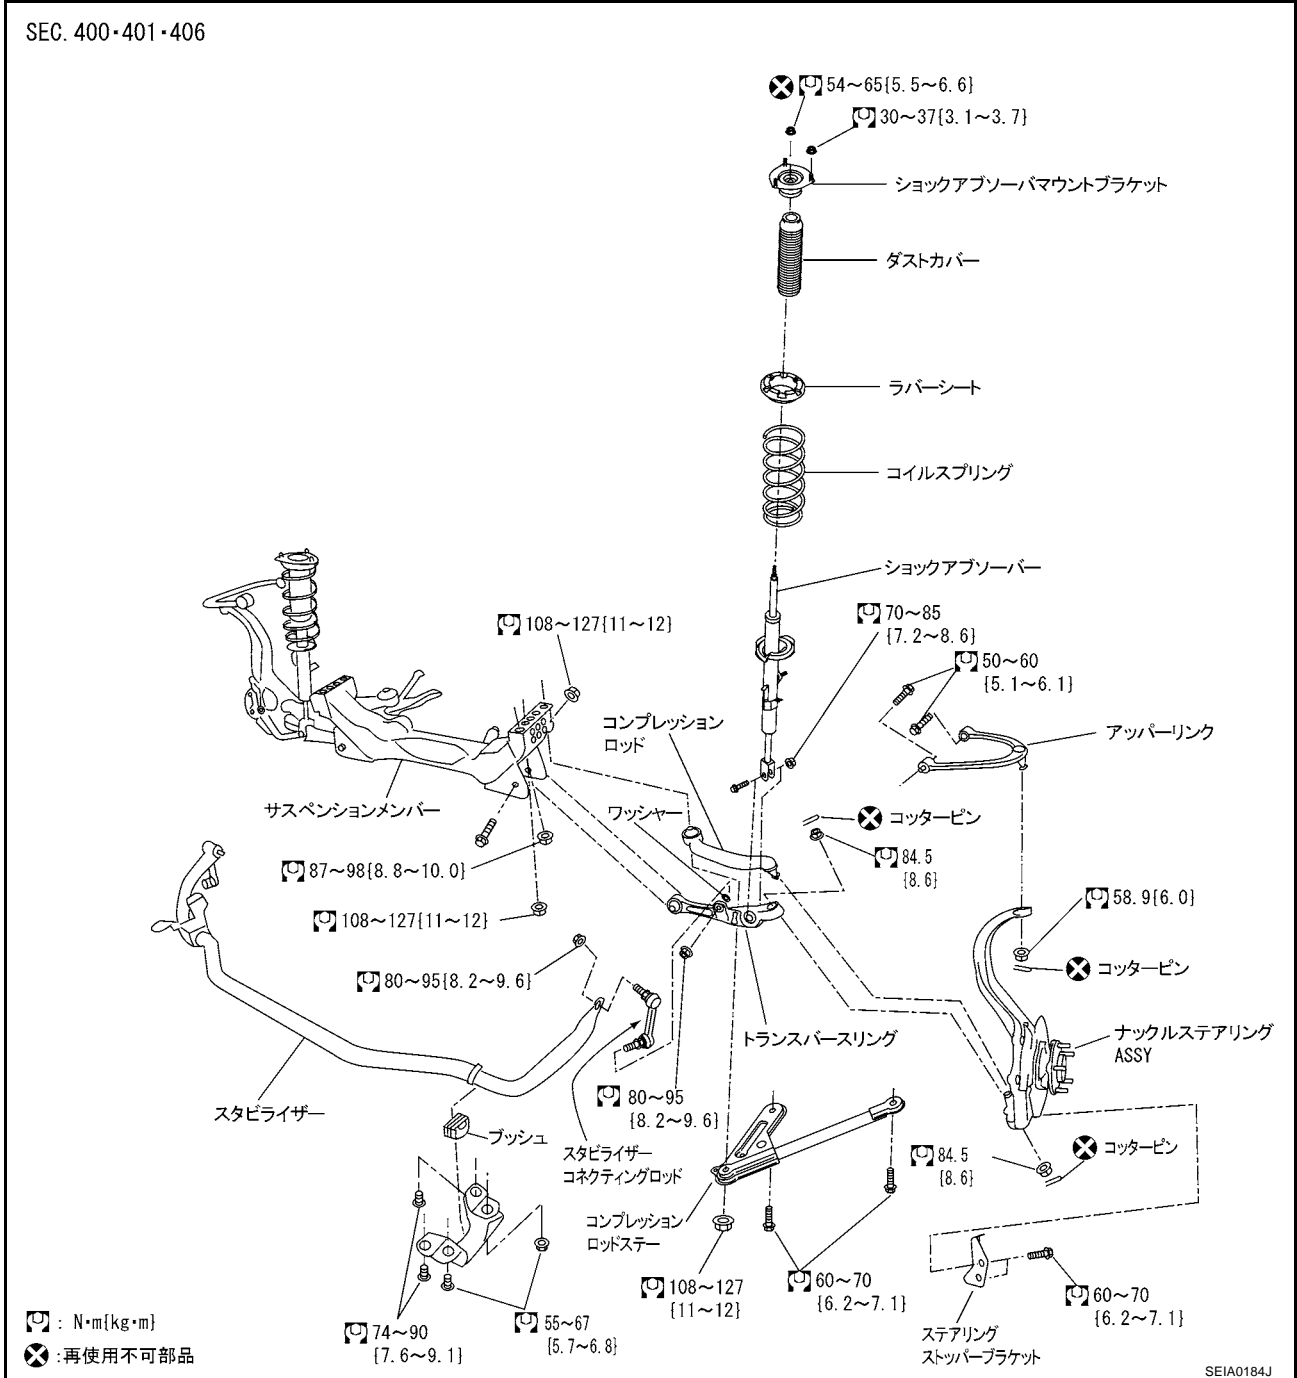 SEC. 400・401・406
54～65{5.5～6.6}
30～37{3.1～3.7}
ショックアブソーバマウントブラケット
ダストカバー
ラバーシート
コイルスプリング
ショックアブソーバー
70～85
{7.2～8.6}
108～127{11～12}
50～60
{5.1～6.1}
コンプレッション
ロッド
アッパーリンク
サスペンションメンバー
ワッシャー
コッターピン
87～98{8.8～10.0}
84.5
{8.6}
108～127{11～12}
58.9{6.0}
コッターピン
80～95{8.2～9.6}
トランスバースリング
ナックルステアリング
ASSY
スタビライザー
80～95
{8.2～9.6}
ブッシュ
スタビライザー
コネクティングロッド
84.5
{8.6}
コッターピン
コンプレッション
ロッドステー
108～127
{11～12}
60～70
{6.2～7.1}
60～70
{6.2～7.1}
74～90
{7.6～9.1}
55～67
{5.7～6.8}
ステアリング
ストッパーブラケット
: N・m{kg・m}
:再使用不可部品
SEIA0184J